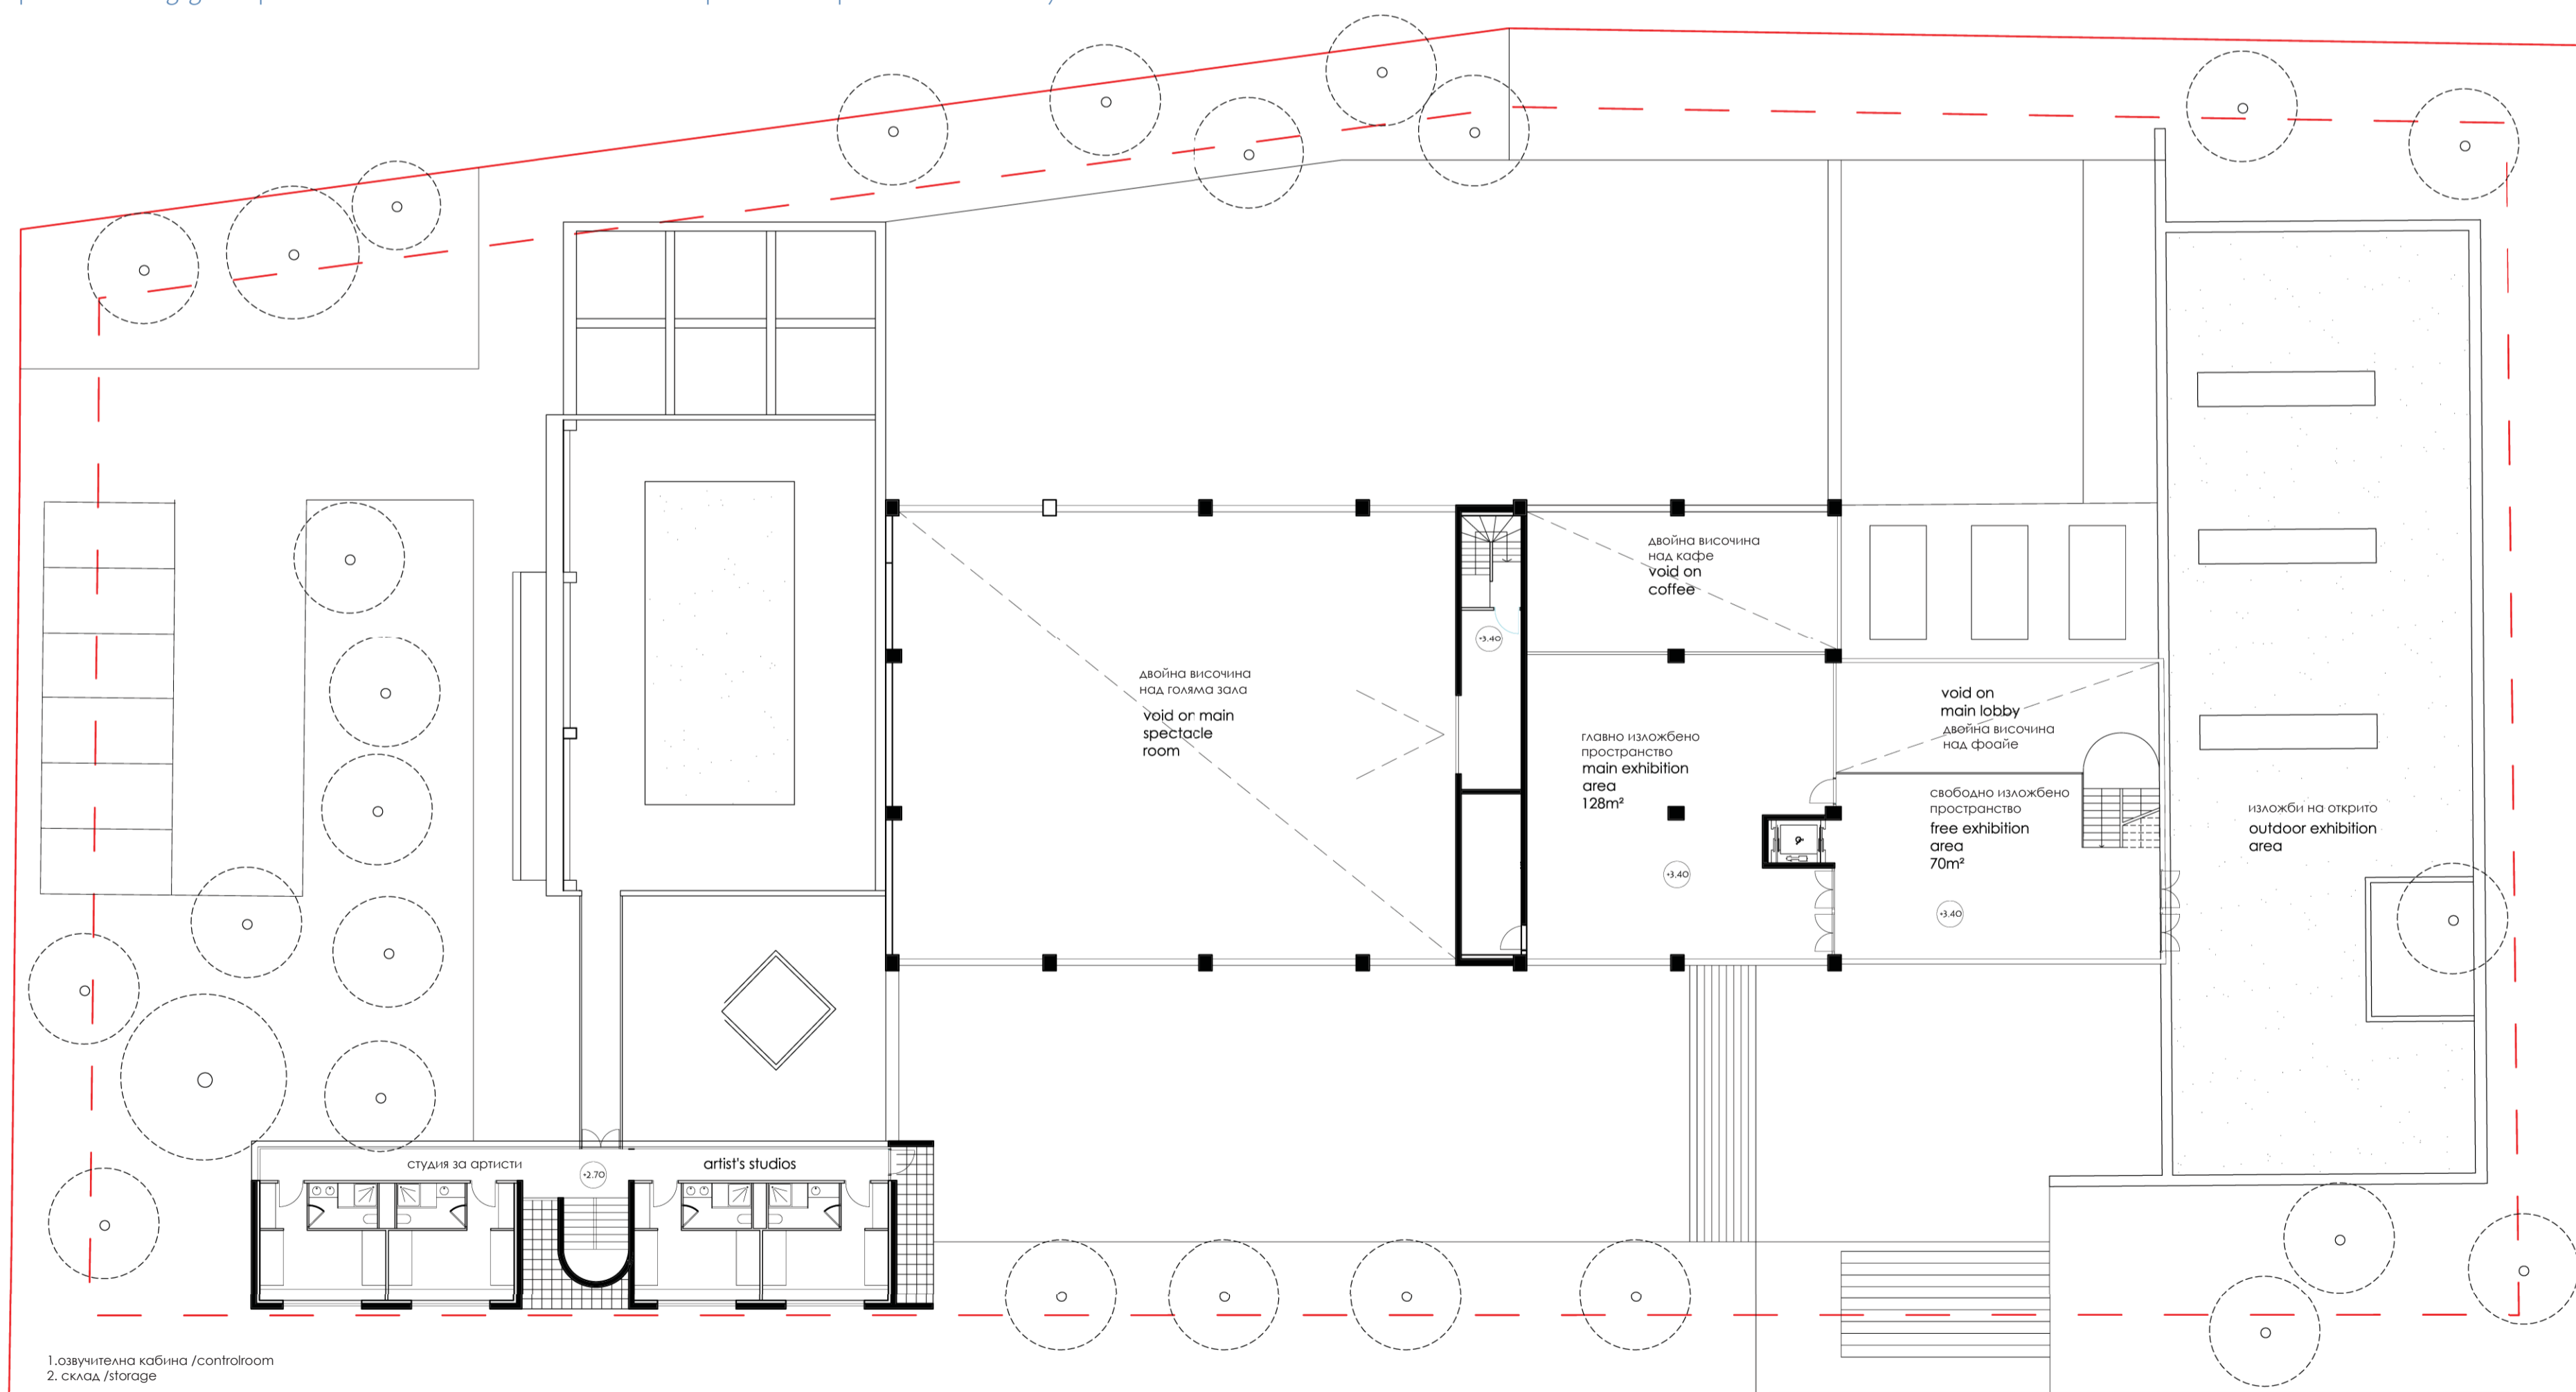 двойна височина
над кафе
void on
coffee
+3.40
двойна височина
над голяма зала
void on main
spectacle
room
void on
main lobby
двойна височина
над фоайе
главно изложбено
пространство
main exhibition
area
128m²
свободно изложбено
пространство
free exhibition
area
70m²
изложби на открито
outdoor exhibition
area
+3.40
+3.40
студия за артисти
+2.70
artist's studios
1.озвучителна кабина /controlroom
2. склад /storage